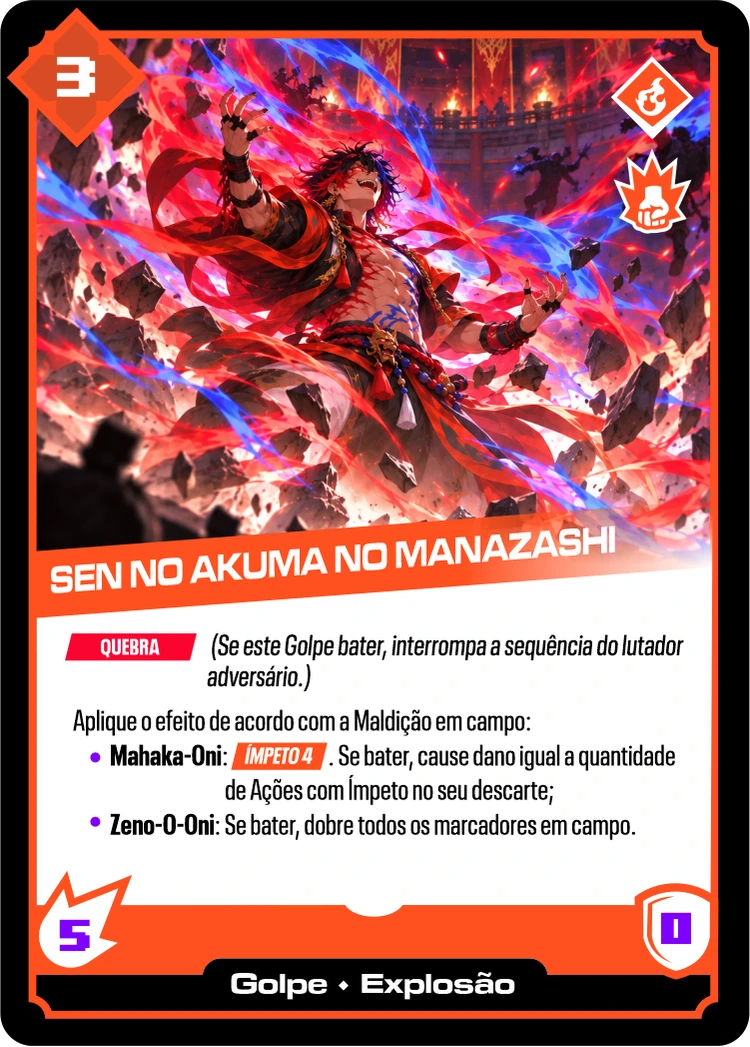 3
SEN NO AKUMA NO MANAZASHI
QUEBRA (Se este Golpe bater, interrompa a sequência do lutador
adversário.)
Aplique o efeito de acordo com a Maldição em campo:
• Mahaka-Oni: ÍMPETO 4 . Se bater, cause dano igual a quantidade
de Ações com Ímpeto no seu descarte;
• Zeno-O-Oni: Se bater, dobre todos os marcadores em campo.
5
0
Golpe • Explosão